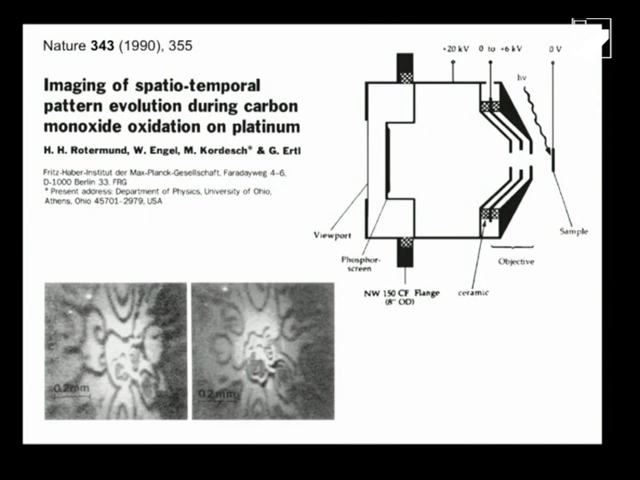 Nature 343 (1990), 355
Imaging of spatio-temporal
pattern evolution during carbon
monoxide oxidation on platinum
H. H. Rotermund, W. Engel, M. Kordesch* & G. Ertl
Fritz-Haber-Institut der Max-Planck-Gesellschaft, Faradayweg 4–6,
D-1000 Berlin 33, FRG
* Present address: Department of Physics, University of Ohio,
Athens, Ohio 45701-2979, USA
+20 kV 0 to +6kV 0 V
hν
Viewport
Phosphor-
screen
Sample
Objective
NW 150 CF Flange
(8" OD)
ceramic
0.2mm
0.2mm